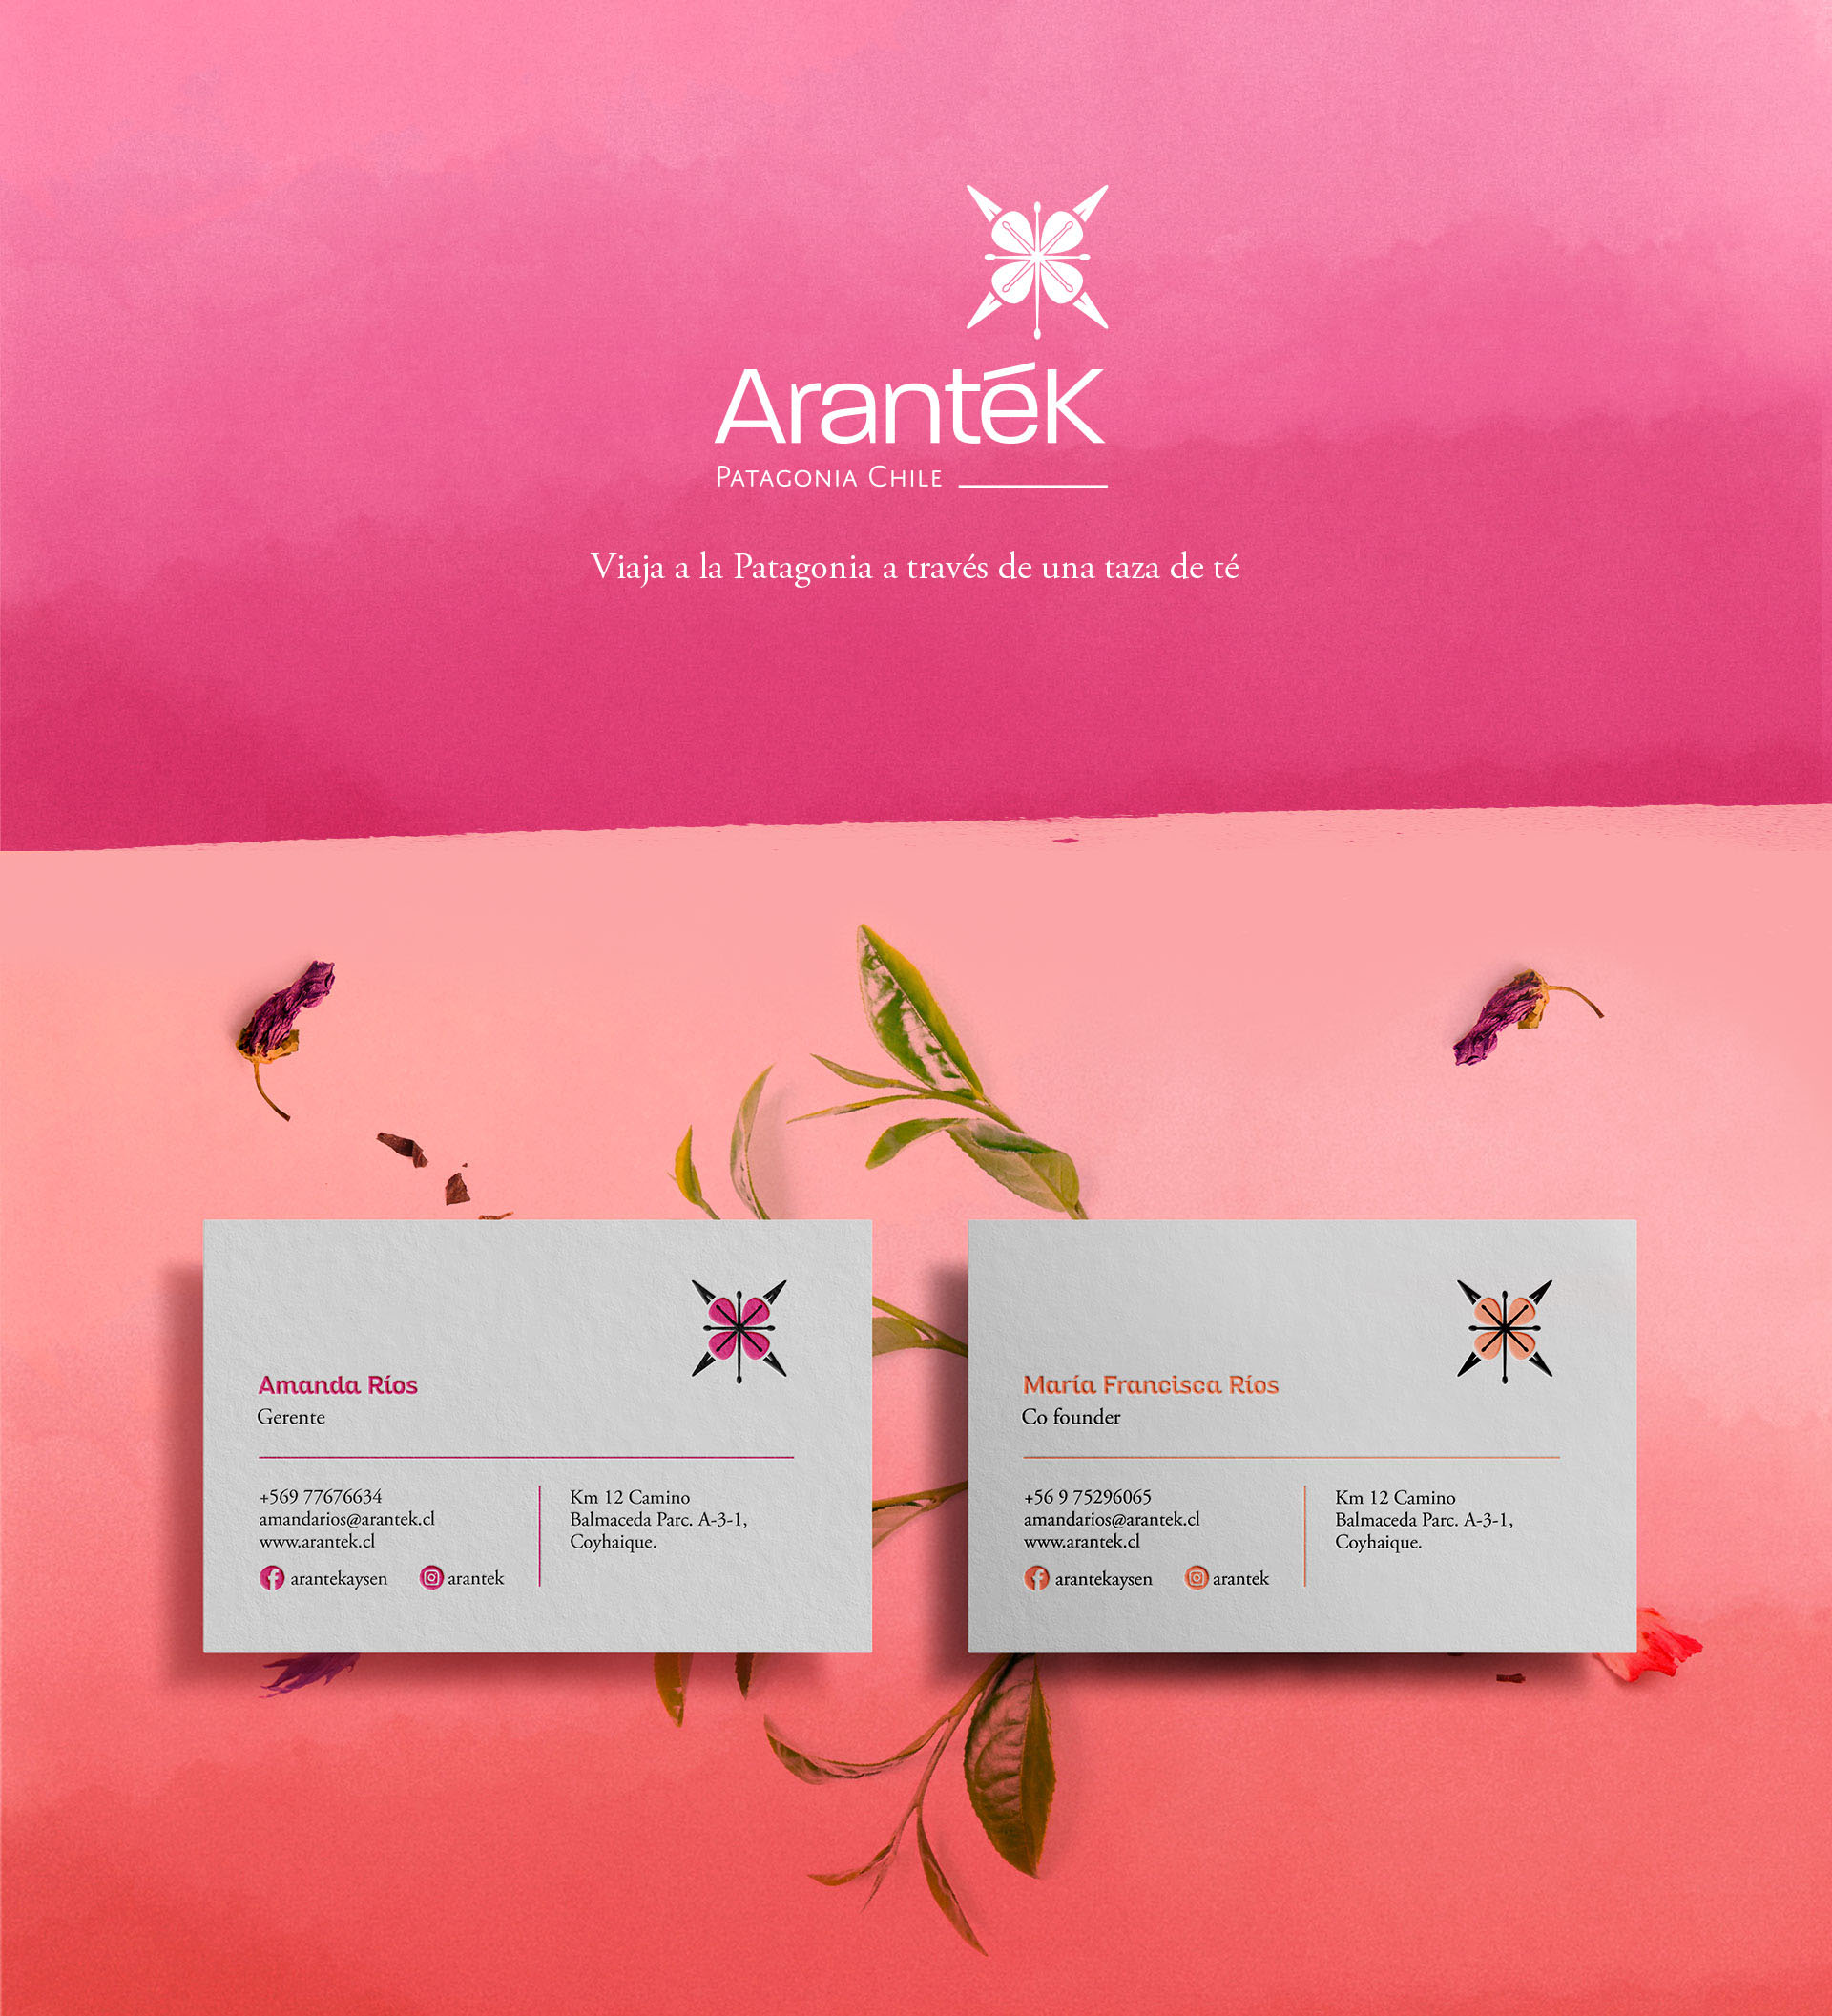 Aranték
Patagonia Chile
Viaja a la Patagonia a través de una taza de té
Amanda Ríos
Gerente
+569 77676634
amandarios@arantek.cl
www.arantek.cl
arantekaysen arantek
Km 12 Camino
Balmaceda Parc. A-3-1,
Coyhaique.
María Francisca Ríos
Co founder
+56 9 75296065
amandarios@arantek.cl
www.arantek.cl
arantekaysen arantek
Km 12 Camino
Balmaceda Parc. A-3-1,
Coyhaique.